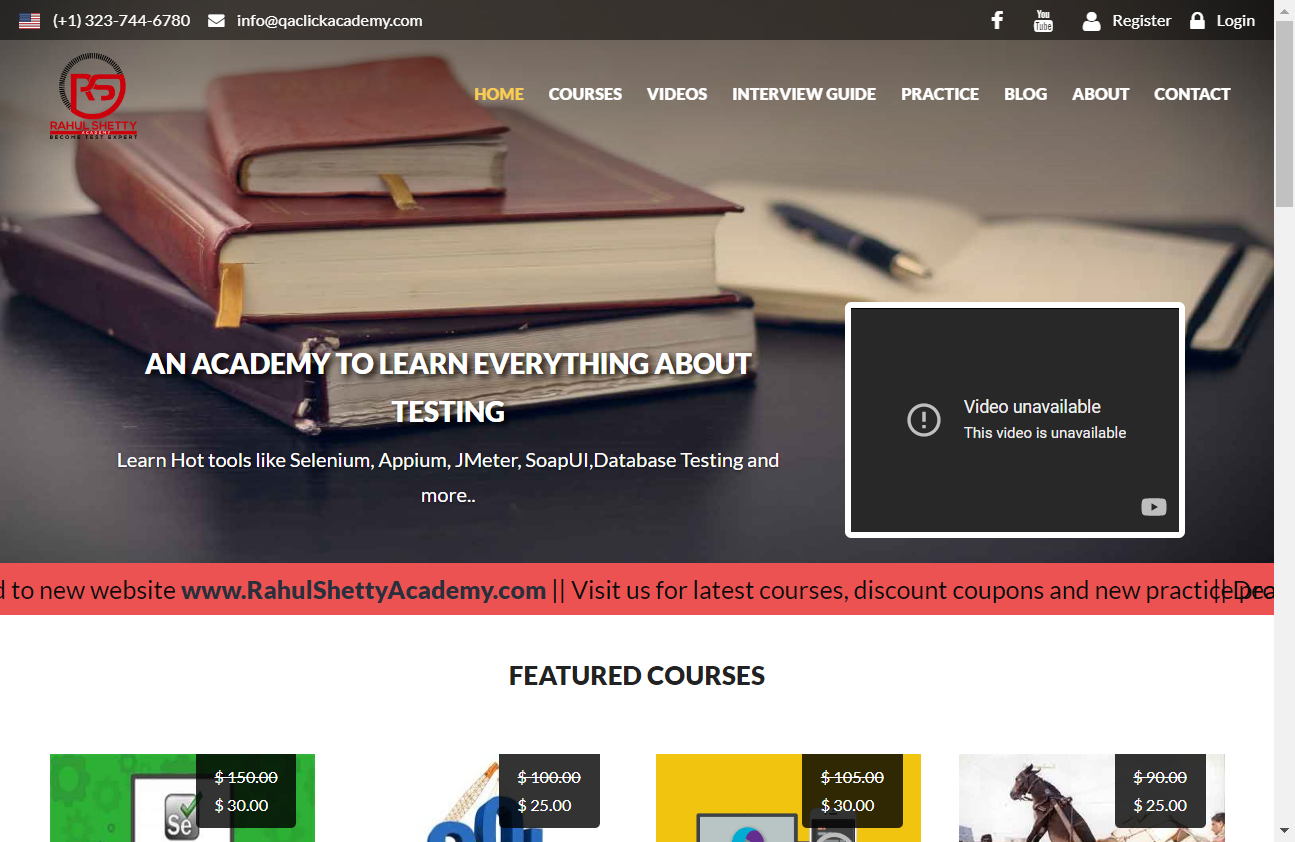 (+1) 323-744-6780 info@qaclickacademy.com
You Tube Register Login
RS
RAHUL SHETTY
ACADEMY
BECOME TEST EXPERT
HOME COURSES VIDEOS INTERVIEW GUIDE PRACTICE BLOG ABOUT CONTACT
AN ACADEMY TO LEARN EVERYTHING ABOUT
TESTING
Learn Hot tools like Selenium, Appium, JMeter, SoapUI,Database Testing and
more..
Video unavailable
This video is unavailable
to new website www.RahulShettyAcademy.com || Visit us for latest courses, discount coupons and new practice
FEATURED COURSES
$ 150.00 $ 100.00 $ 105.00 $ 90.00
$ 30.00 $ 25.00 $ 30.00 $ 25.00
Se